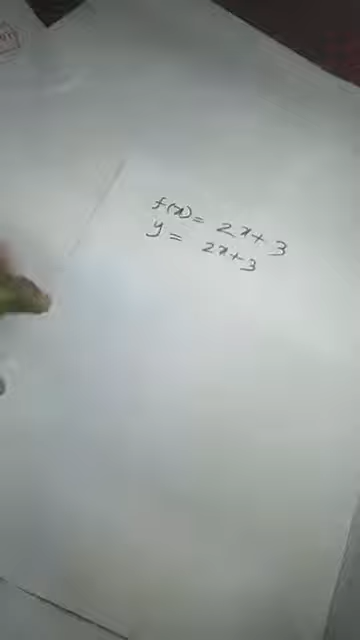 f(x) = 2x+3
y = 2x+3